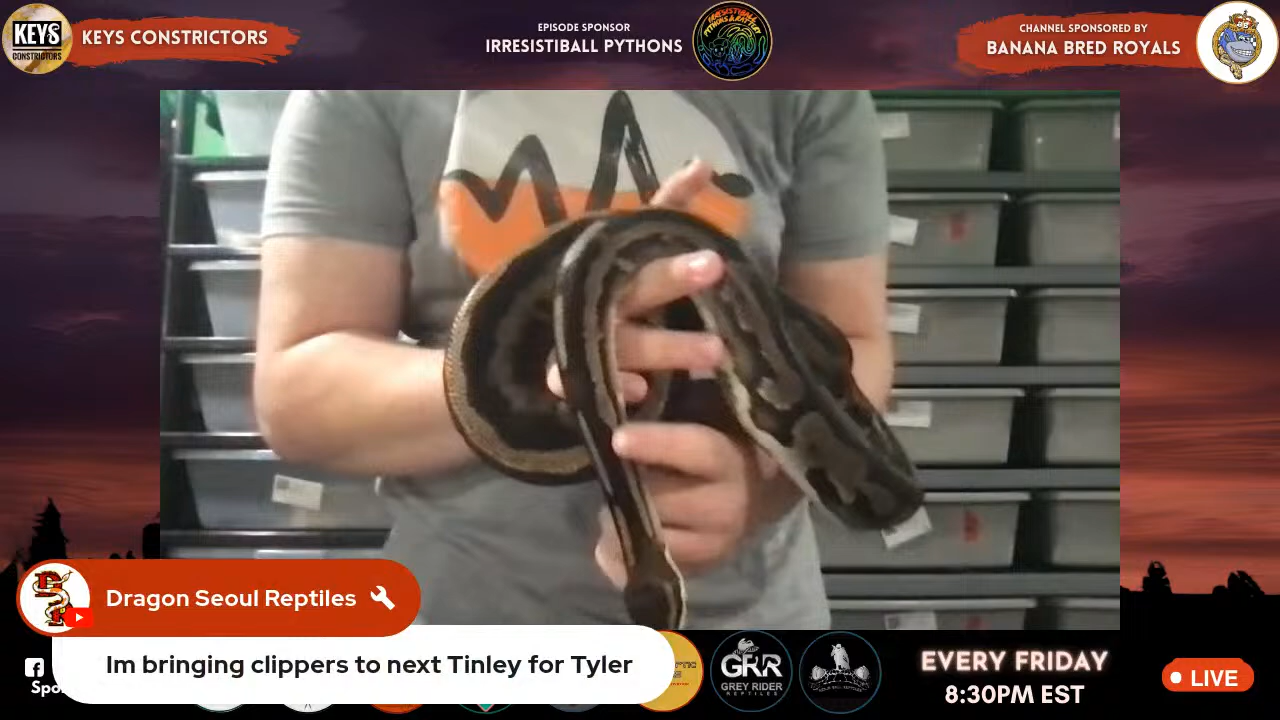 KEYS
CONSTRICTORS
KEYS CONSTRICTORS
EPISODE SPONSOR
IRRESISTIBALL PYTHONS
CHANNEL SPONSORED BY
BANANA BRED ROYALS
Dragon Seoul Reptiles
Im bringing clippers to next Tinley for Tyler
Spo
GRR
GREY RIDER
REPTILES
EVERY FRIDAY
8:30PM EST
LIVE